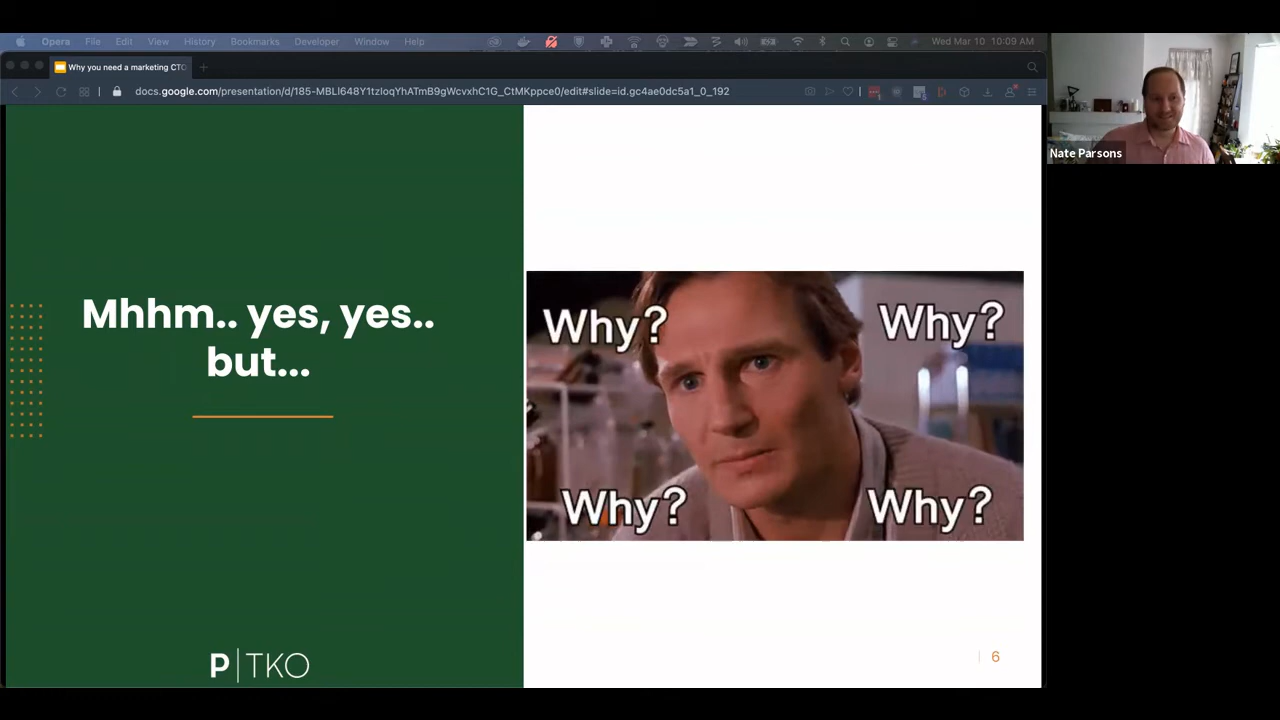 Opera File Edit View History Bookmarks Developer Window Help Wed Mar 10 10:09 AM
Why you need a marketing CTO
docs.google.com/presentation/d/185-MBLl648Y1tzIoqYhATmB9gWcvxhC1G_CtMKppce0/edit#slide=id.gc4ae0dc5a1_0_192
Nate Parsons
Mhhm.. yes, yes..
but...
Why? Why?
Why? Why?
P|TKO
6